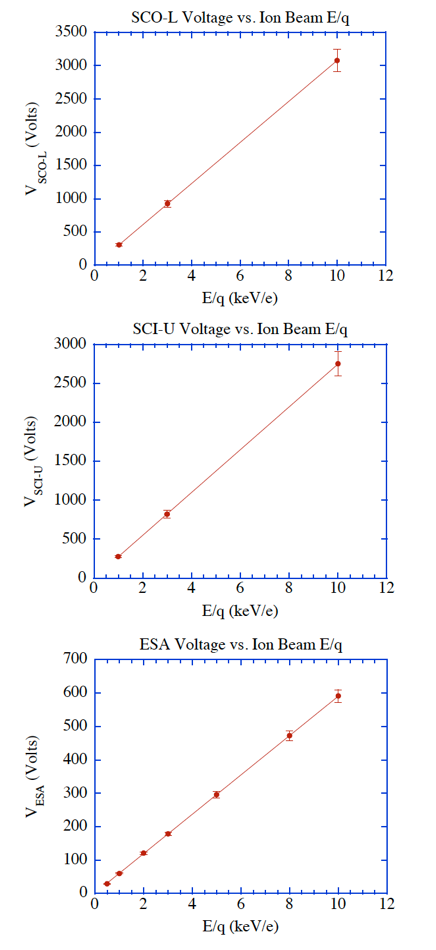 SCO-L Voltage vs. Ion Beam E/q
3500
3000
2500
2000
1500
1000
500
0
V_SCO-L (Volts)
0 2 4 6 8 10 12
E/q (keV/e)
SCI-U Voltage vs. Ion Beam E/q
3000
2500
2000
1500
1000
500
0
V_SCI-U (Volts)
0 2 4 6 8 10 12
E/q (keV/e)
ESA Voltage vs. Ion Beam E/q
700
600
500
400
300
200
100
0
V_ESA (Volts)
0 2 4 6 8 10 12
E/q (keV/e)